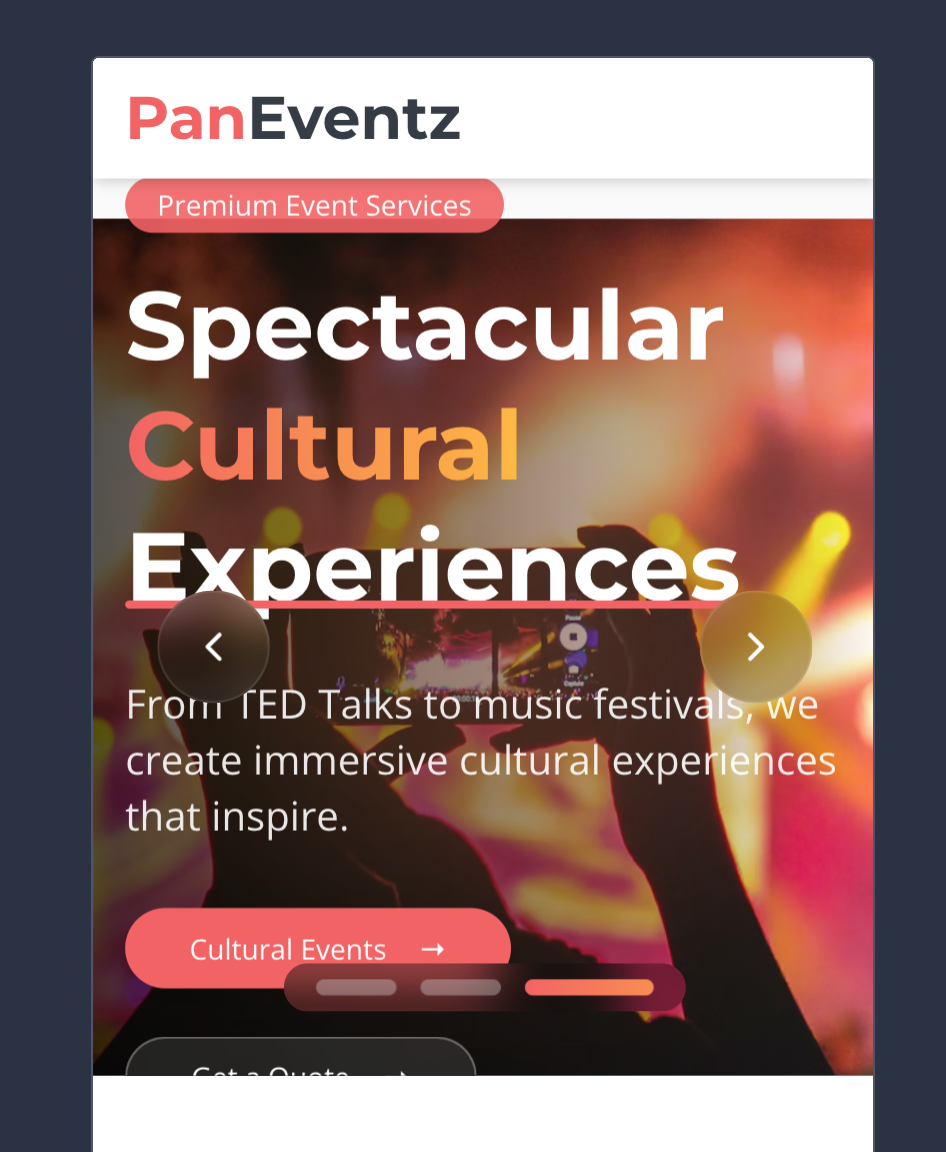 PanEventz
Premium Event Services
Spectacular
Cultural
Experiences
From TED Talks to music festivals, we
create immersive cultural experiences
that inspire.
Cultural Events →
Get a Quote →